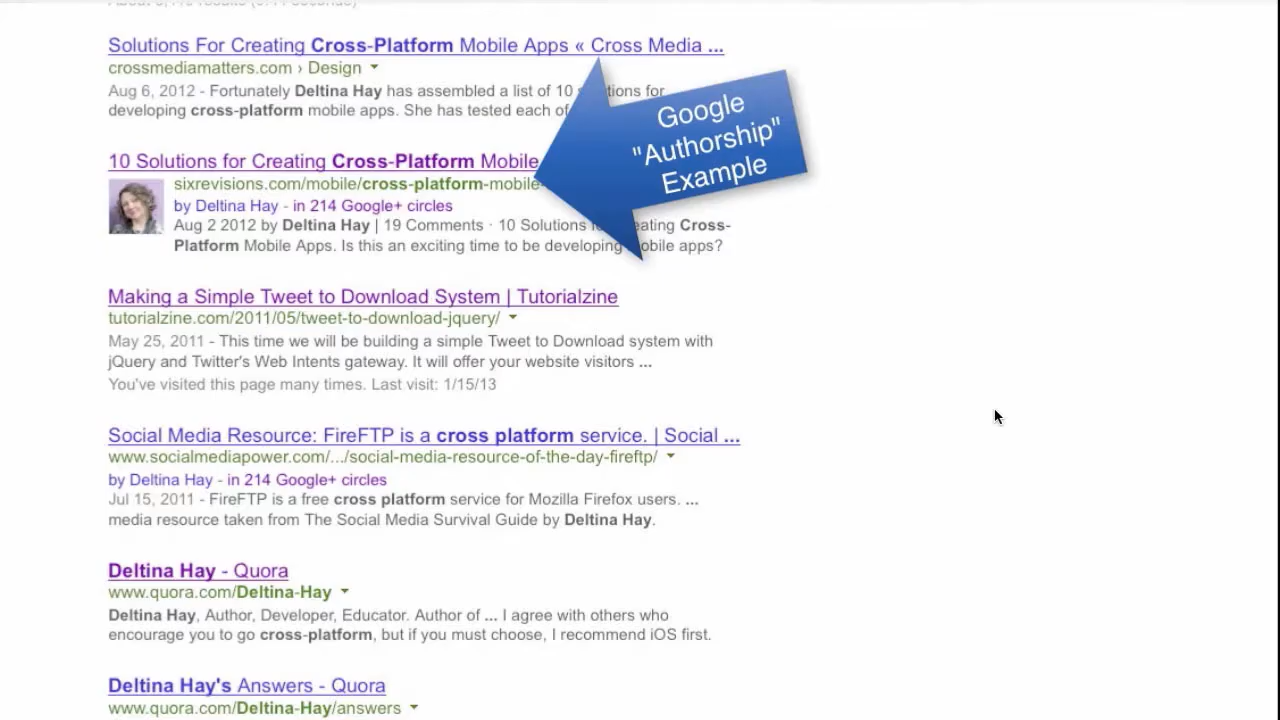 Solutions For Creating Cross-Platform Mobile Apps « Cross Media ...
crossmediamatters.com › Design
Aug 6, 2012 - Fortunately Deltina Hay has assembled a list of 10 for
developing cross-platform mobile apps. She has tested each of
10 Solutions for Creating Cross-Platform Mobile
sixrevisions.com/mobile/cross-platform-mobile-
by Deltina Hay - in 214 Google+ circles
Aug 2 2012 by Deltina Hay | 19 Comments · 10 Solutions Cross-
Platform Mobile Apps. Is this an exciting time to be developing apps?
Google
"Authorship"
Example
Making a Simple Tweet to Download System | Tutorialzine
tutorialzine.com/2011/05/tweet-to-download-jquery/
May 25, 2011 - This time we will be building a simple Tweet to Download system with
jQuery and Twitter's Web Intents gateway. It will offer your website visitors ...
You've visited this page many times. Last visit: 1/15/13
Social Media Resource: FireFTP is a cross platform service. | Social ...
www.socialmediapower.com/.../social-media-resource-of-the-day-fireftp/
by Deltina Hay - in 214 Google+ circles
Jul 15, 2011 - FireFTP is a free cross platform service for Mozilla Firefox users. ...
media resource taken from The Social Media Survival Guide by Deltina Hay.
Deltina Hay - Quora
www.quora.com/Deltina-Hay
Deltina Hay, Author, Developer, Educator. Author of ... I agree with others who
encourage you to go cross-platform, but if you must choose, I recommend iOS first.
Deltina Hay's Answers - Quora
www.quora.com/Deltina-Hay/answers